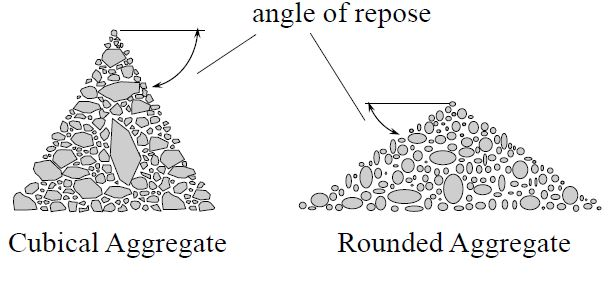 angle of repose
Cubical Aggregate
Rounded Aggregate